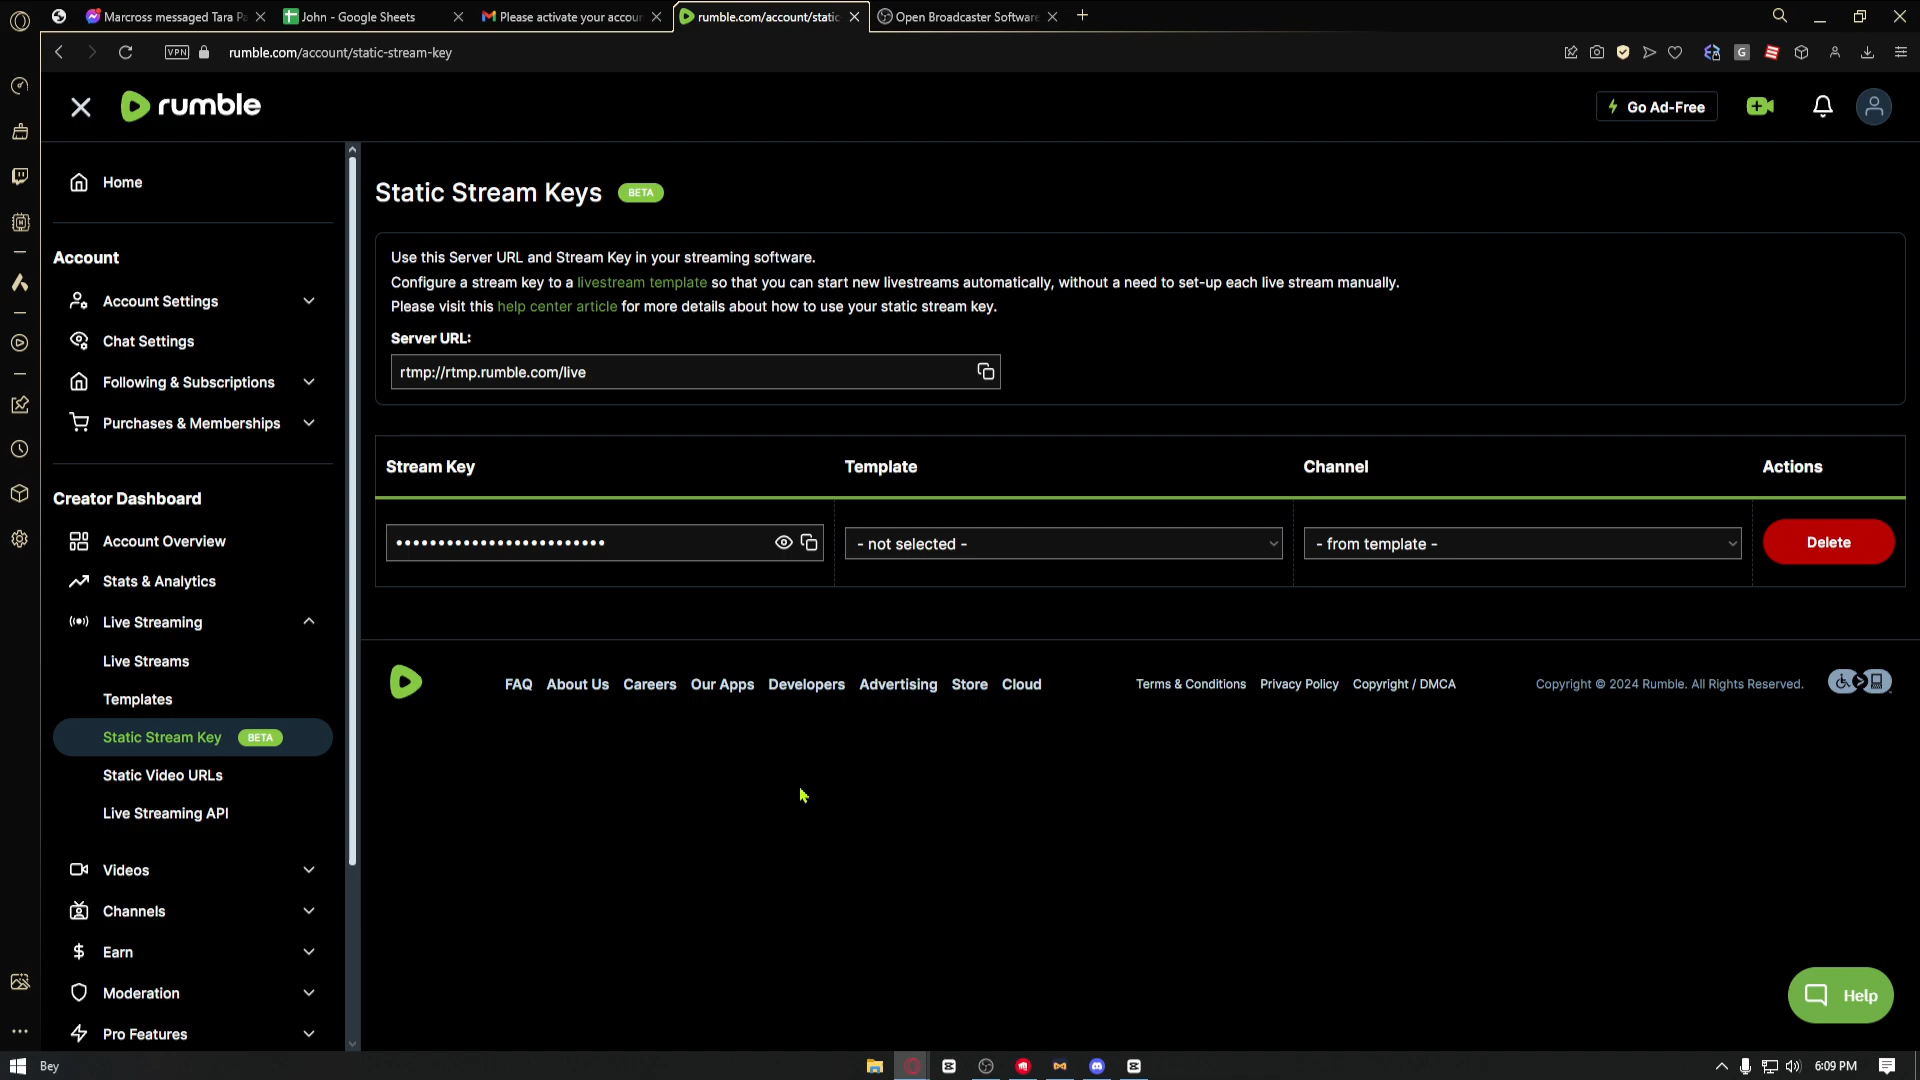 Marcross messaged Tara Pa
John - Google Sheets
Please activate your accour
rumble.com/account/static
Open Broadcaster Software
VPN
rumble.com/account/static-stream-key
G
rumble
Go Ad-Free
Home
Account
Account Settings
Chat Settings
Following & Subscriptions
Purchases & Memberships
Creator Dashboard
Account Overview
Stats & Analytics
Live Streaming
Live Streams
Templates
Static Stream Key BETA
Static Video URLs
Live Streaming API
Videos
Channels
Earn
Moderation
Pro Features
Static Stream Keys BETA
Use this Server URL and Stream Key in your streaming software.
Configure a stream key to a livestream template so that you can start new livestreams automatically, without a need to set-up each live stream manually.
Please visit this help center article for more details about how to use your static stream key.
Server URL:
rtmp://rtmp.rumble.com/live
Stream Key Template Channel Actions
•••••••••••••••••••••••••
- not selected -
- from template -
Delete
FAQ About Us Careers Our Apps Developers Advertising Store Cloud
Terms & Conditions Privacy Policy Copyright / DMCA
Copyright © 2024 Rumble. All Rights Reserved.
Help
Bey
6:09 PM